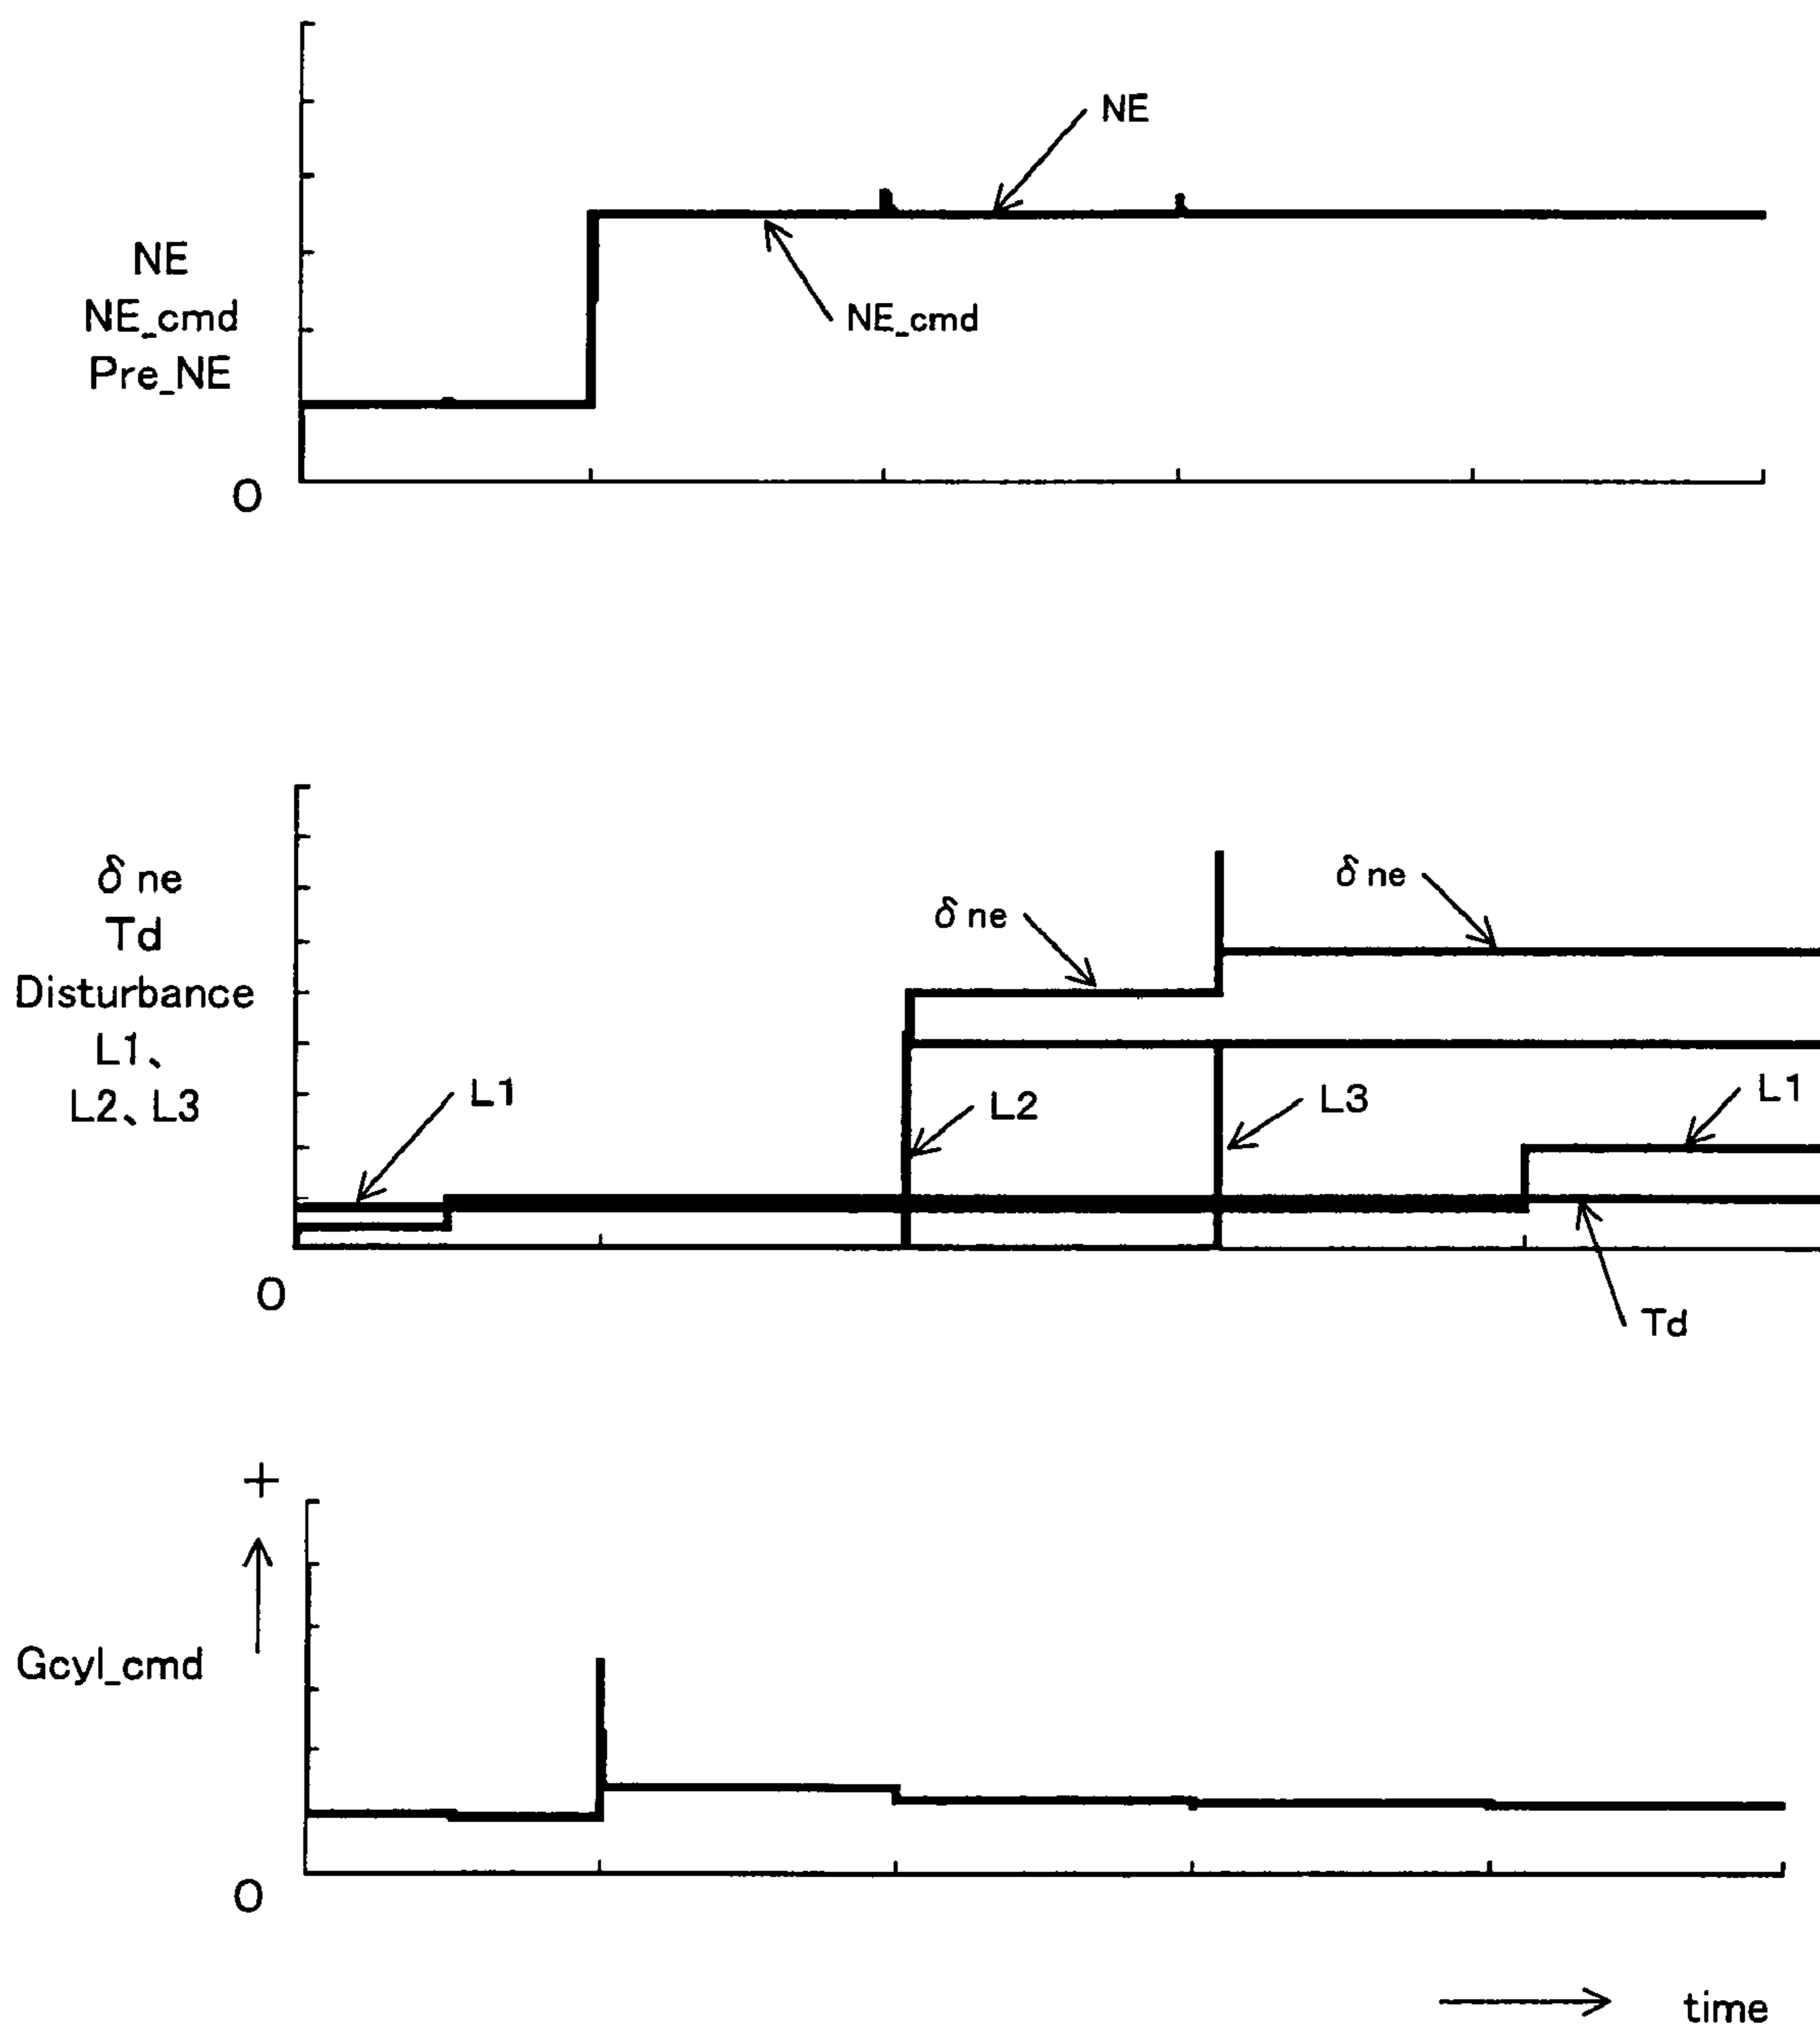 NE
NE
NE_cmd
NE_cmd
Pre_NE
0
δ ne
δ ne
δ ne
Td
Disturbance
L1、
L1
L2
L3
L1
L2、L3
0
Td
+
Gcyl_cmd
0
time